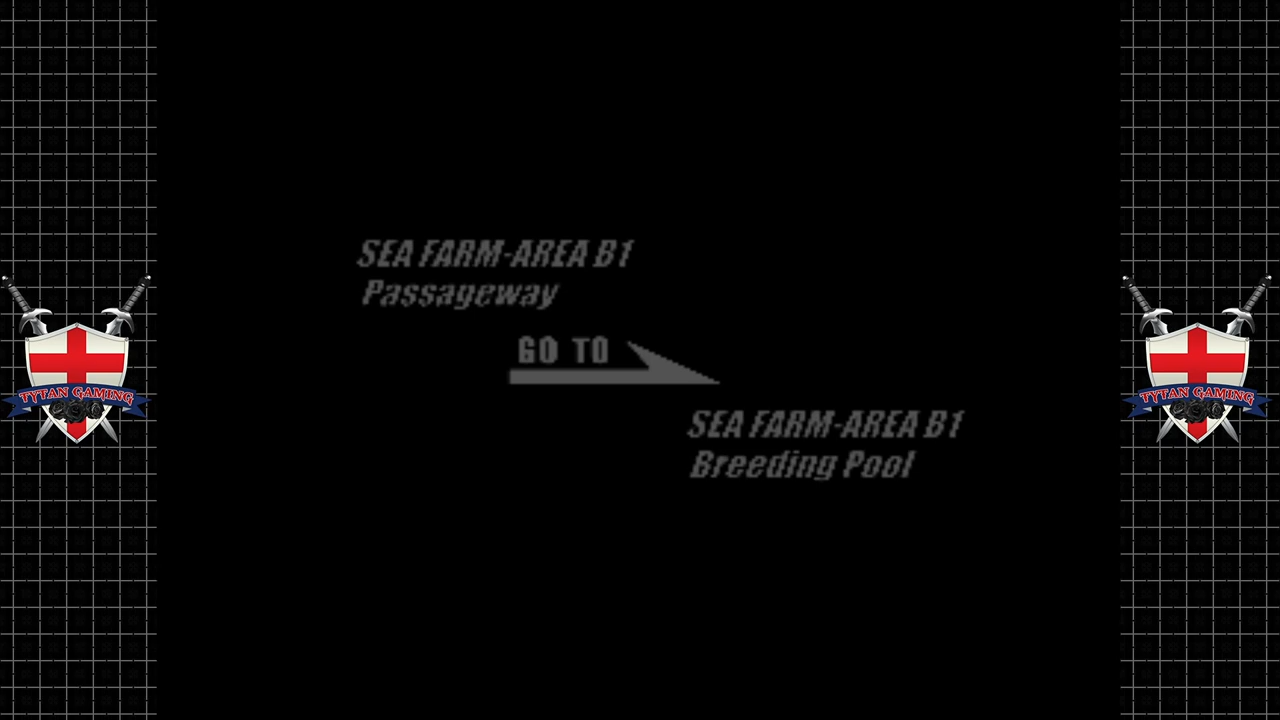 SEA FARM-AREA B1
Passageway
GO TO
SEA FARM-AREA B1
Breeding Pool
TYTAN GAMING
TYTAN GAMING